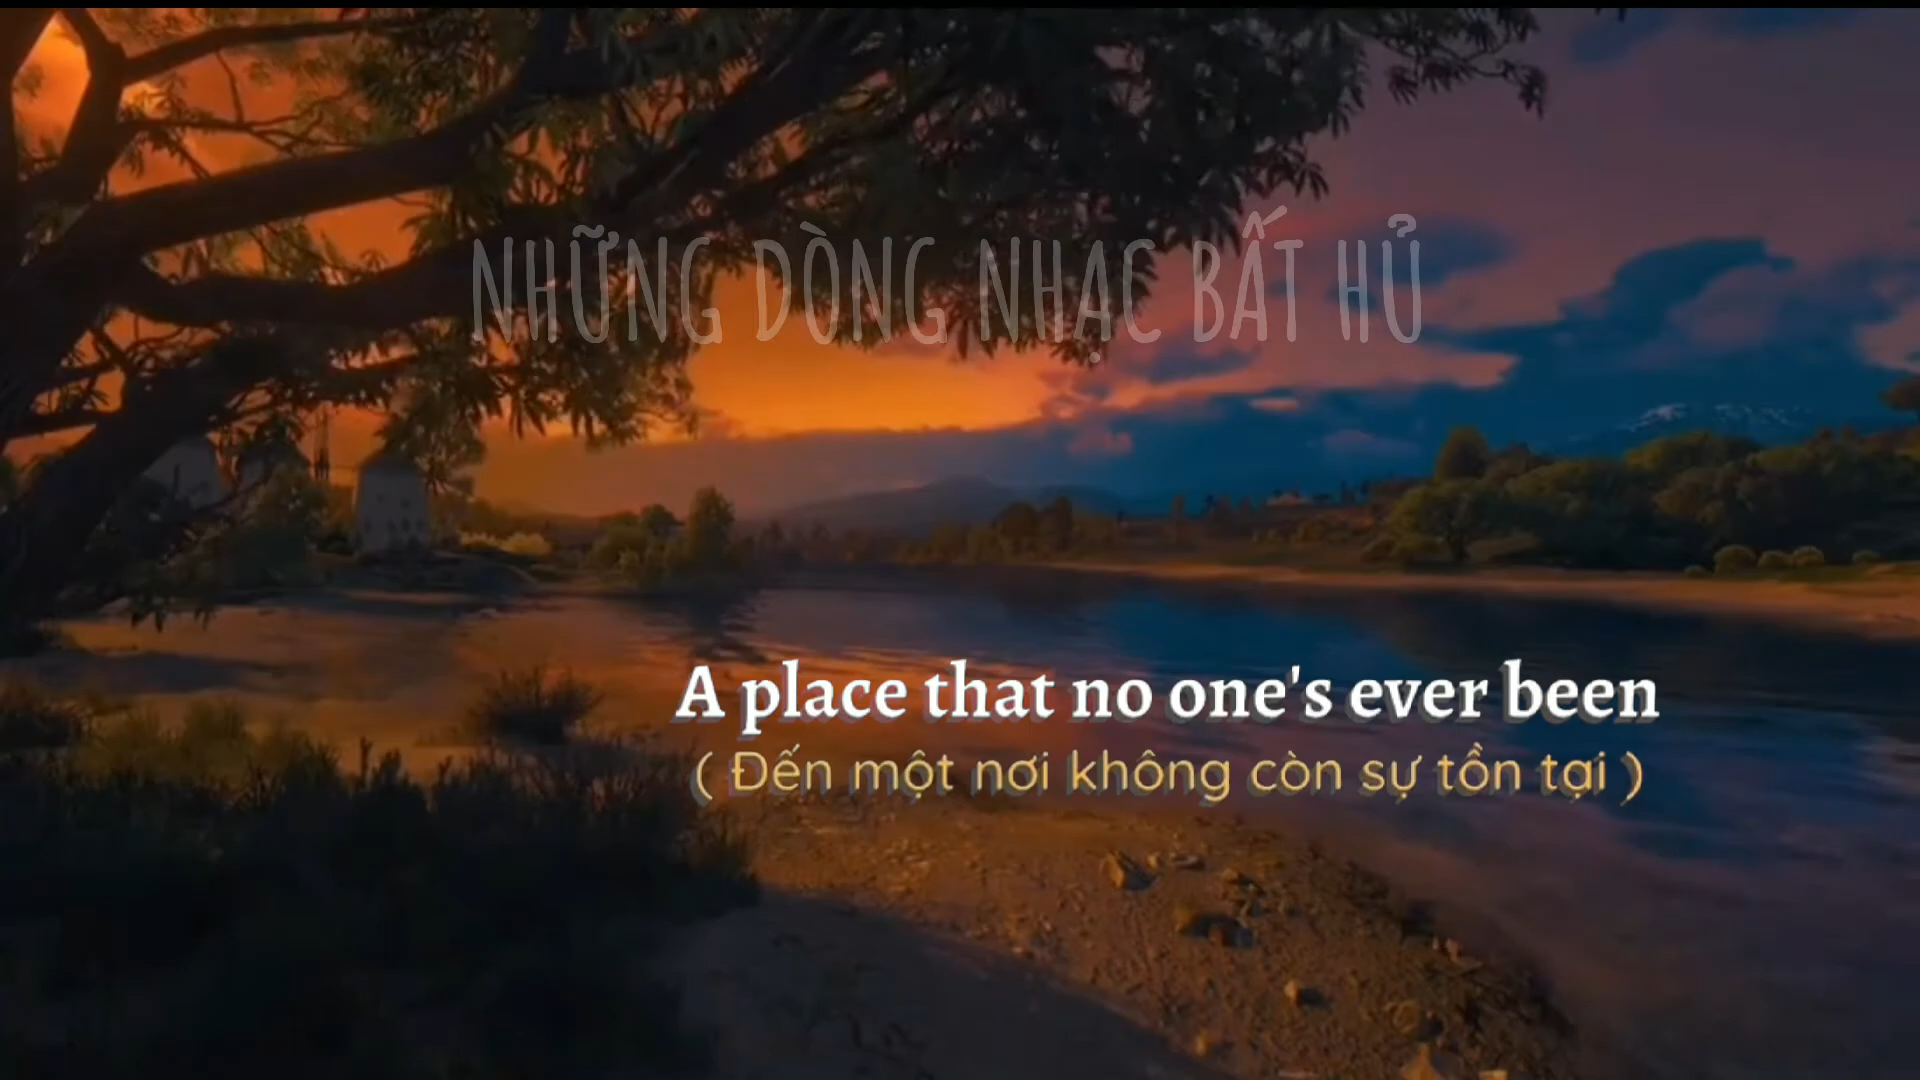 NHỮNG DÒNG NHẠC BẤT HỦ
A place that no one's ever been
( Đến một nơi không còn sự tồn tại )